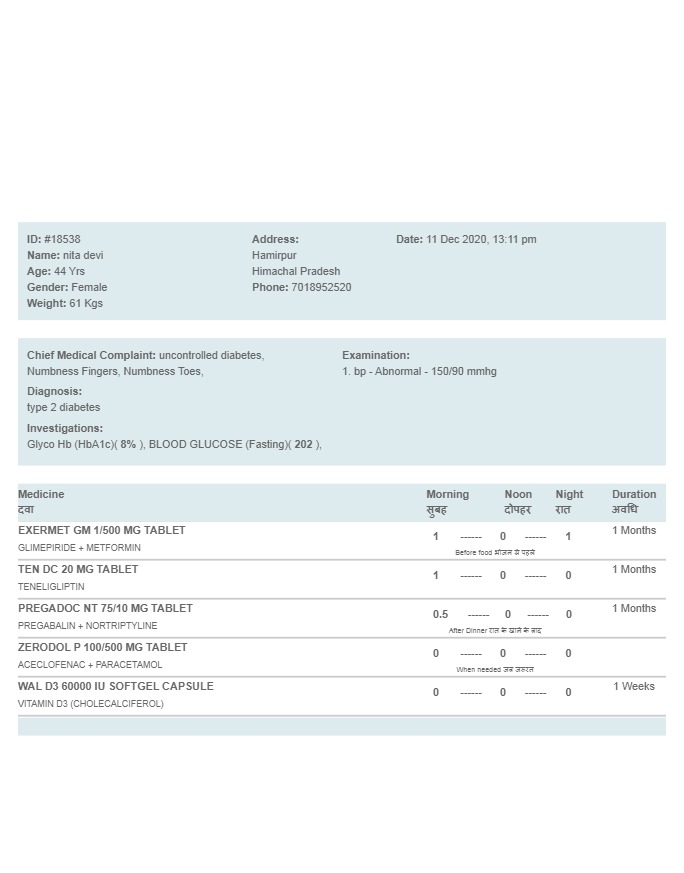 ID: #18538 Address: Date: 11 Dec 2020, 13:11 pm
Name: nita devi Hamirpur
Age: 44 Yrs Himachal Pradesh
Gender: Female Phone: 7018952520
Weight: 61 Kgs
Chief Medical Complaint: uncontrolled diabetes, Examination:
Numbness Fingers, Numbness Toes, 1. bp - Abnormal - 150/90 mmhg
Diagnosis:
type 2 diabetes
Investigations:
Glyco Hb (HbA1c)( 8% ), BLOOD GLUCOSE (Fasting)( 202 ),
Medicine Morning Noon Night Duration
दवा सुबह दोपहर रात अवधि
EXERMET GM 1/500 MG TABLET 1 ------ 0 ------ 1 1 Months
GLIMEPIRIDE + METFORMIN Before food भोजन से पहले
TEN DC 20 MG TABLET 1 ------ 0 ------ 0 1 Months
TENELIGLIPTIN
PREGADOC NT 75/10 MG TABLET 0.5 ------ 0 ------ 0 1 Months
PREGABALIN + NORTRIPTYLINE After Dinner रात के खाने के बाद
ZERODOL P 100/500 MG TABLET 0 ------ 0 ------ 0
ACECLOFENAC + PARACETAMOL When needed जब जरुरत
WAL D3 60000 IU SOFTGEL CAPSULE 0 ------ 0 ------ 0 1 Weeks
VITAMIN D3 (CHOLECALCIFEROL)